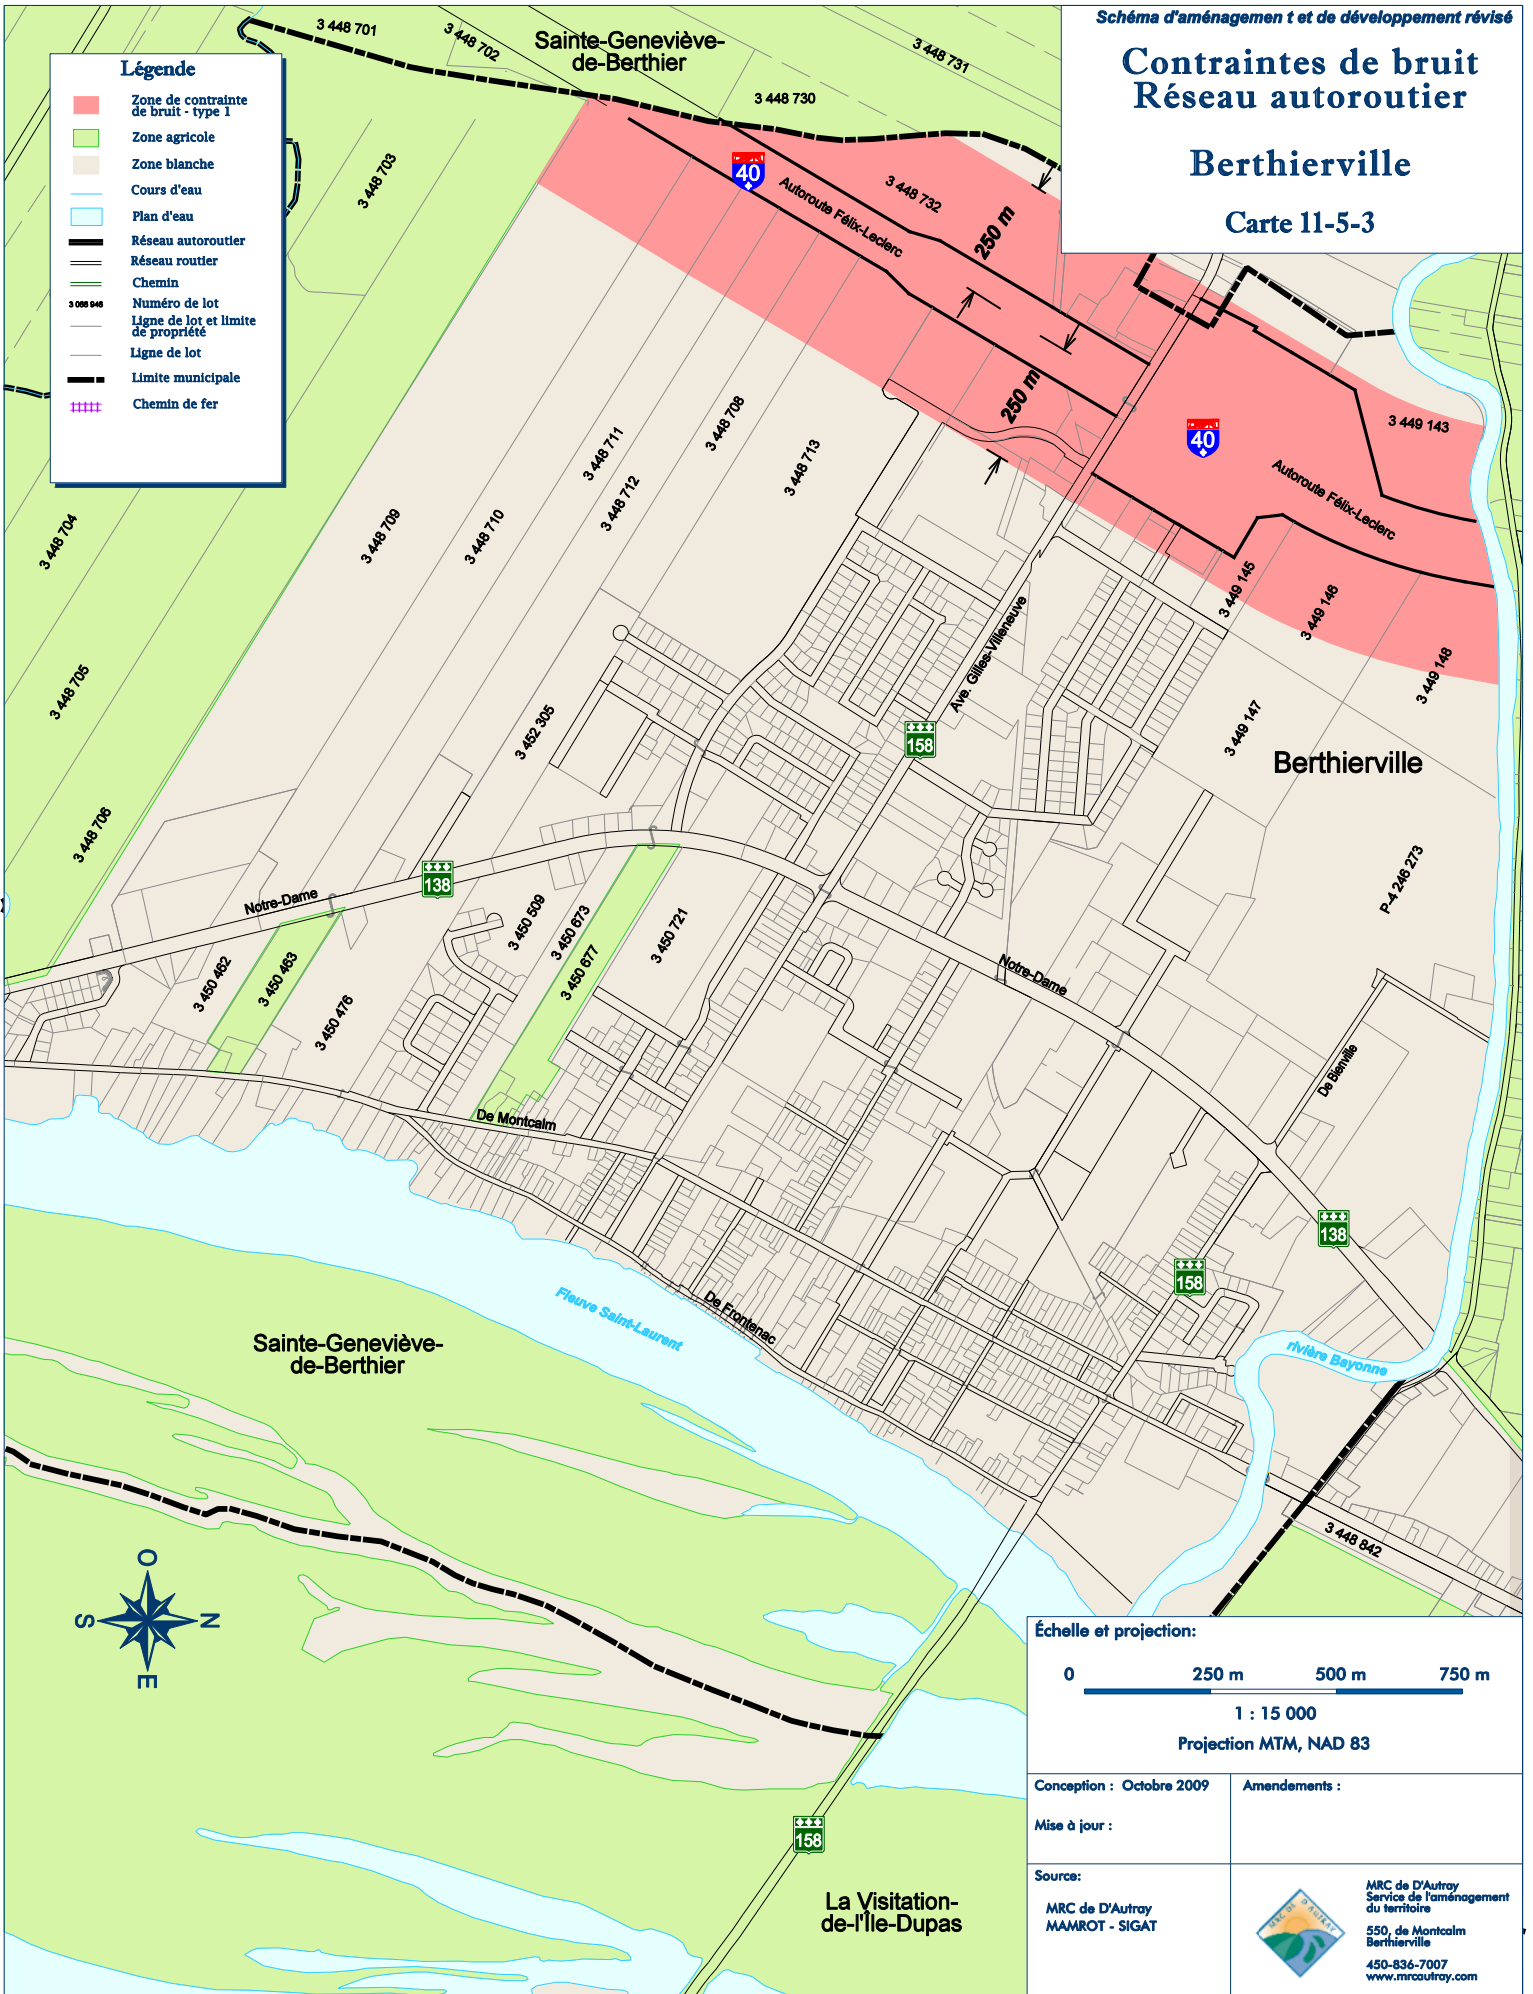 Schéma d'aménagemen t et de développement révisé
Contraintes de bruit
Réseau autoroutier
Berthierville
Carte 11-5-3
Légende
Zone de contrainte
de bruit - type 1
Zone agricole
Zone blanche
Cours d'eau
Plan d'eau
Réseau autoroutier
Réseau routier
Chemin
3 086 946 Numéro de lot
Ligne de lot et limite
de propriété
Ligne de lot
Limite municipale
Chemin de fer
3 448 701
3 448 702
Sainte-Geneviève-
de-Berthier
3 448 731
3 448 730
3 448 703
40
Autoroute Félix-Leclerc
3 448 732
250 m
250 m
3 448 711
3 448 708
3 448 712
3 448 713
3 448 709
3 448 710
3 448 704
3 448 705
3 448 706
3 449 143
40
Autoroute Félix-Leclerc
3 449 145
3 449 146
3 449 148
3 449 147
Ave. Gilles-Villeneuve
158
3 452 305
Berthierville
P-4 246 273
138
Notre-Dame
3 450 509
3 450 673
3 450 677
3 450 721
3 450 462
3 450 463
3 450 476
Notre-Dame
De Bienville
De Montcalm
138
158
De Frontenac
Fleuve Saint-Laurent
rivière Bayonne
Sainte-Geneviève-
de-Berthier
3 448 842
O
S
N
E
158
La Visitation-
de-l'Île-Dupas
Échelle et projection:
0 250 m 500 m 750 m
1 : 15 000
Projection MTM, NAD 83
Conception : Octobre 2009
Mise à jour :
Amendements :
Source:
MRC de D'Autray
MAMROT - SIGAT
MRC DE D'AUTRAY
MRC de D'Autray
Service de l'aménagement
du territoire
550, de Montcalm
Berthierville
450-836-7007
www.mrcautray.com